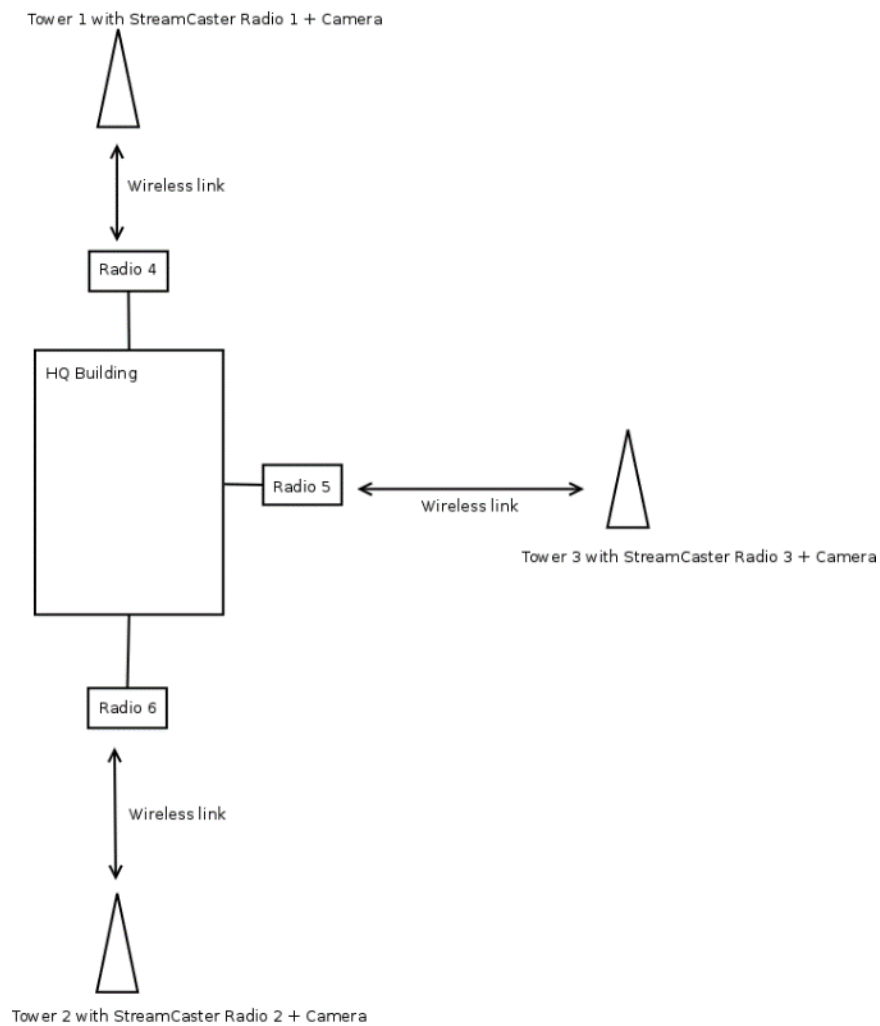 Tower 1 with StreamCaster Radio 1 + Camera
Wireless link
Radio 4
HQ Building
Radio 5
Wireless link
Tower 3 with StreamCaster Radio 3 + Camera
Radio 6
Wireless link
Tower 2 with StreamCaster Radio 2 + Camera